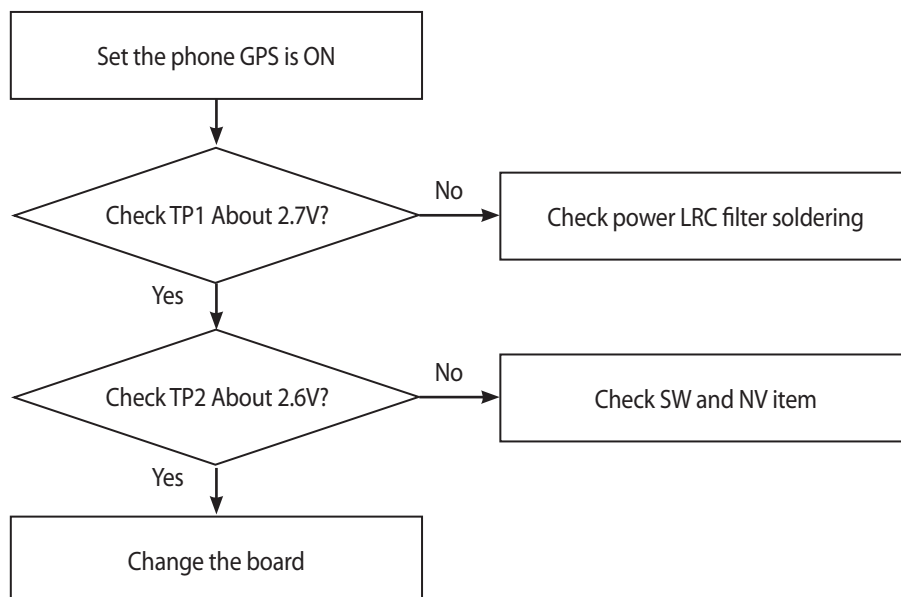 Set the phone GPS is ON
Check TP1 About 2.7V?
No
Check power LRC filter soldering
Yes
Check TP2 About 2.6V?
No
Check SW and NV item
Yes
Change the board